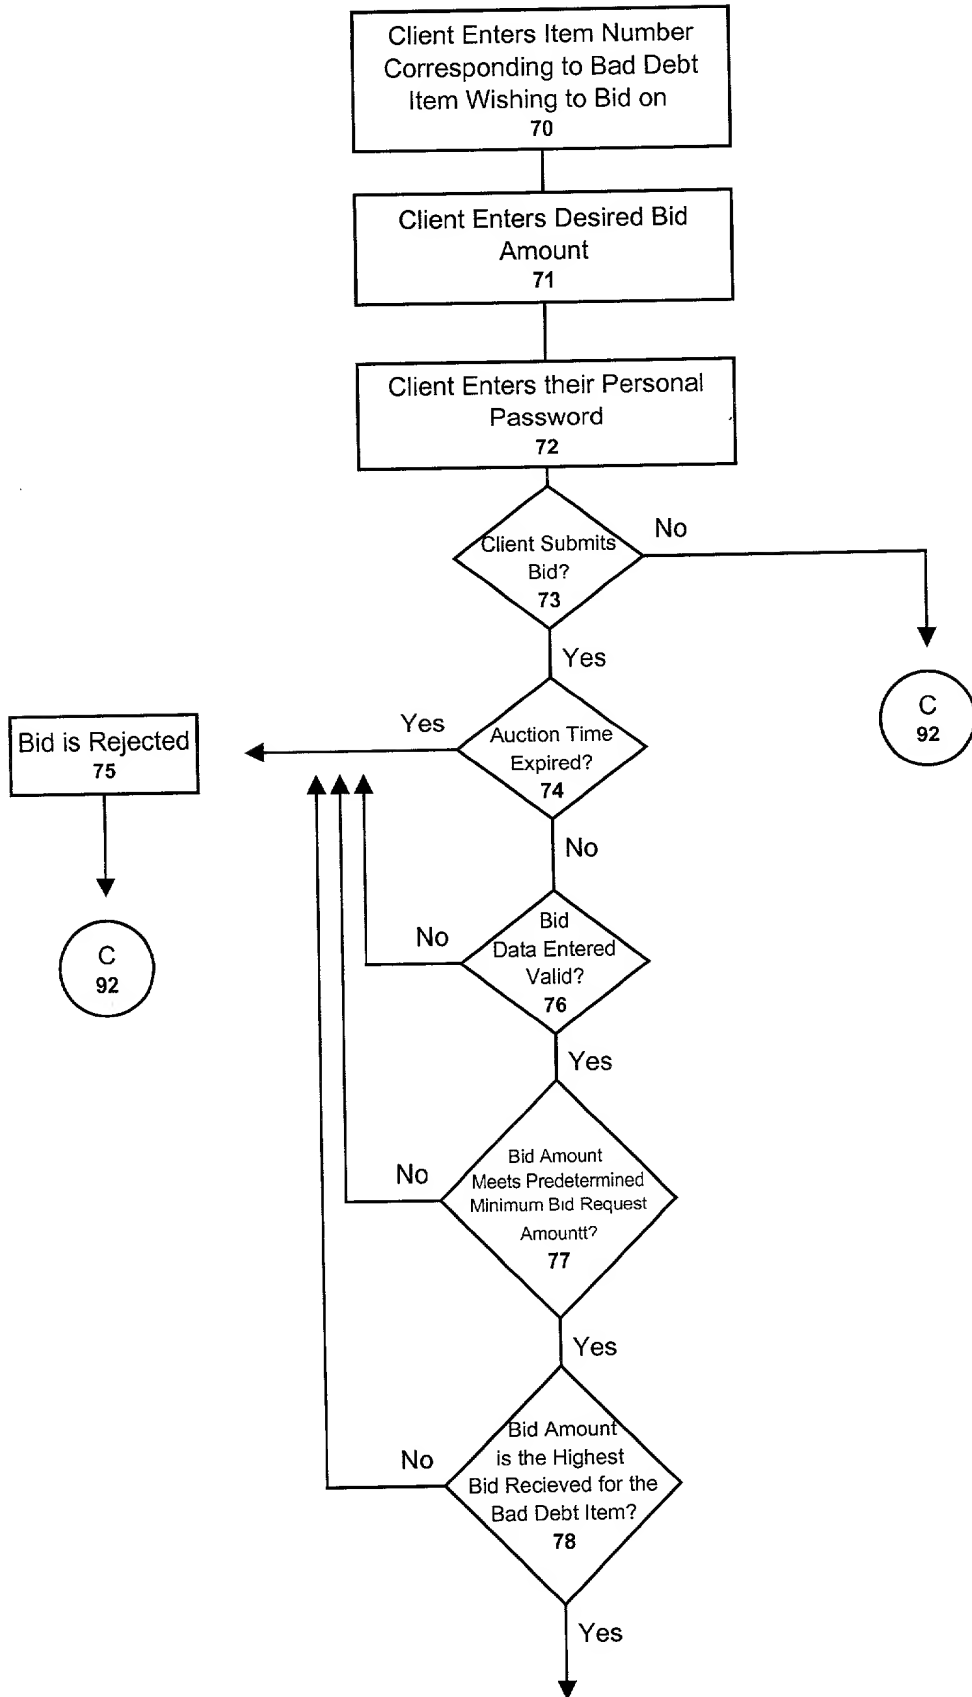 Client Enters Item Number
Corresponding to Bad Debt
Item Wishing to Bid on
70
Client Enters Desired Bid
Amount
71
Client Enters their Personal
Password
72
Client Submits
Bid?
73
No
Yes
C
92
Auction Time
Expired?
74
Yes
Bid is Rejected
75
C
92
No
Bid
Data Entered
Valid?
76
No
Yes
Bid Amount
Meets Predetermined
Minimum Bid Request
Amountt?
77
No
Yes
Bid Amount
is the Highest
Bid Recieved for the
Bad Debt Item?
78
No
Yes